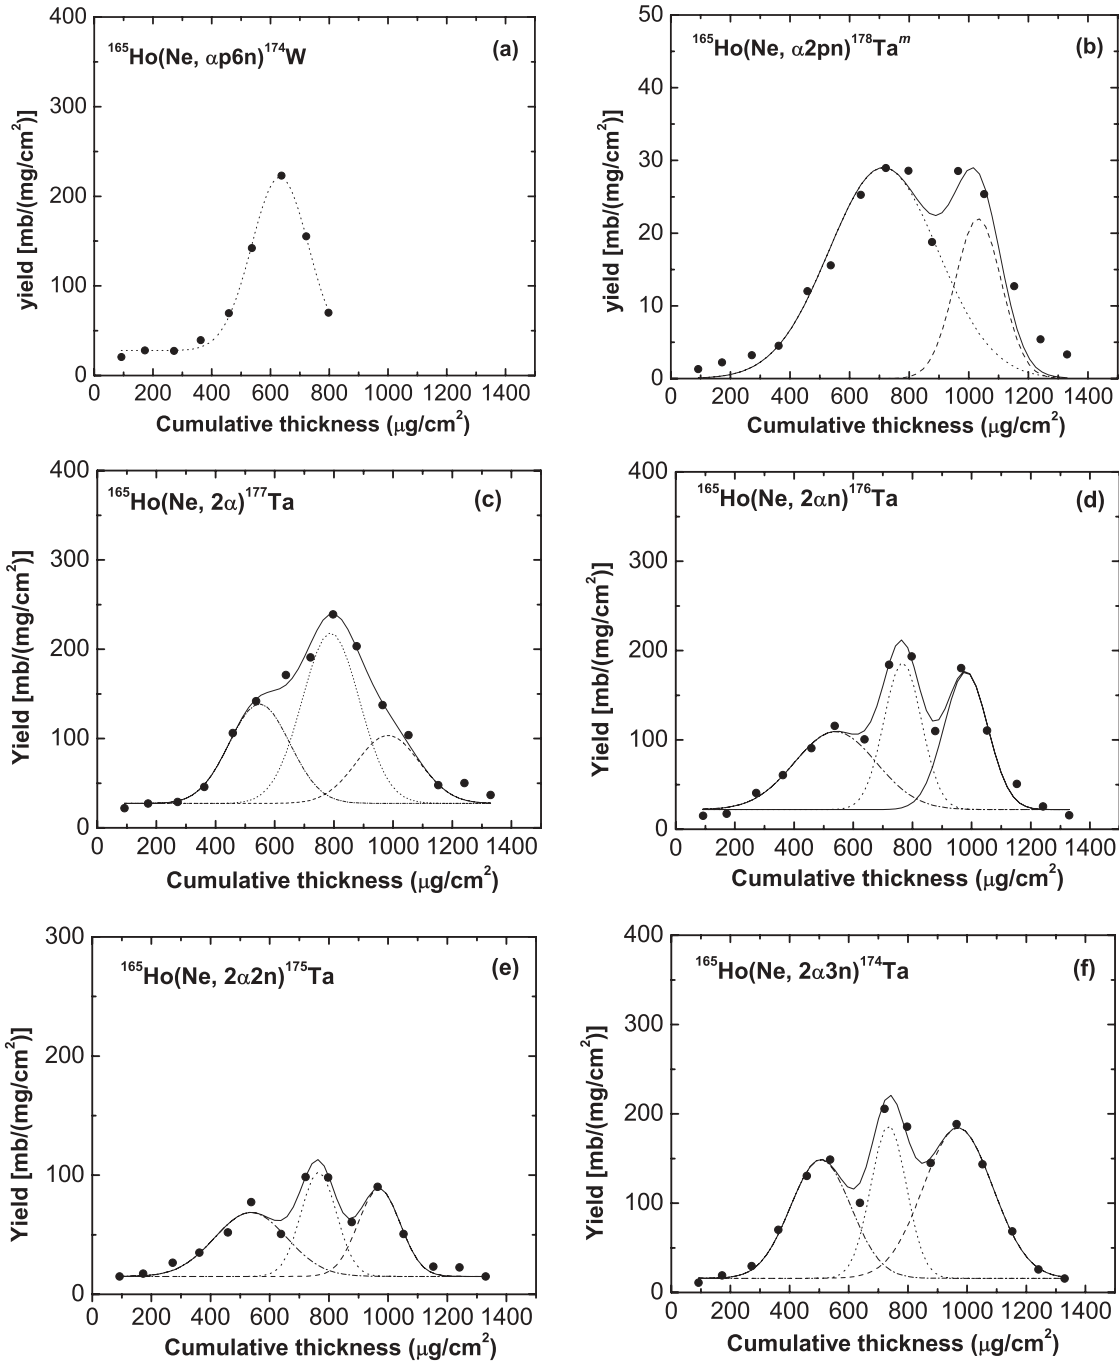 (a)
¹⁶⁵Ho(Ne, αp6n)¹⁷⁴W
yield [mb/(mg/cm²)]
400
300
200
100
0
0 200 400 600 800 1000 1200 1400
Cumulative thickness (μg/cm²)
(b)
¹⁶⁵Ho(Ne, α2pn)¹⁷⁸Taᵐ
yield [mb/(mg/cm²)]
50
40
30
20
10
0
0 200 400 600 800 1000 1200 1400
Cumulative thickness (μg/cm²)
(c)
¹⁶⁵Ho(Ne, 2α)¹⁷⁷Ta
Yield [mb/(mg/cm²)]
400
300
200
100
0
0 200 400 600 800 1000 1200 1400
Cumulative thickness (μg/cm²)
(d)
¹⁶⁵Ho(Ne, 2αn)¹⁷⁶Ta
Yield [mb/(mg/cm²)]
400
300
200
100
0
0 200 400 600 800 1000 1200 1400
Cumulative thickness (μg/cm²)
(e)
¹⁶⁵Ho(Ne, 2α2n)¹⁷⁵Ta
Yield [mb/(mg/cm²)]
300
200
100
0
0 200 400 600 800 1000 1200 1400
Cumulative thickness (μg/cm²)
(f)
¹⁶⁵Ho(Ne, 2α3n)¹⁷⁴Ta
Yield [mb/(mg/cm²)]
400
300
200
100
0
0 200 400 600 800 1000 1200 1400
Cumulative thickness (μg/cm²)